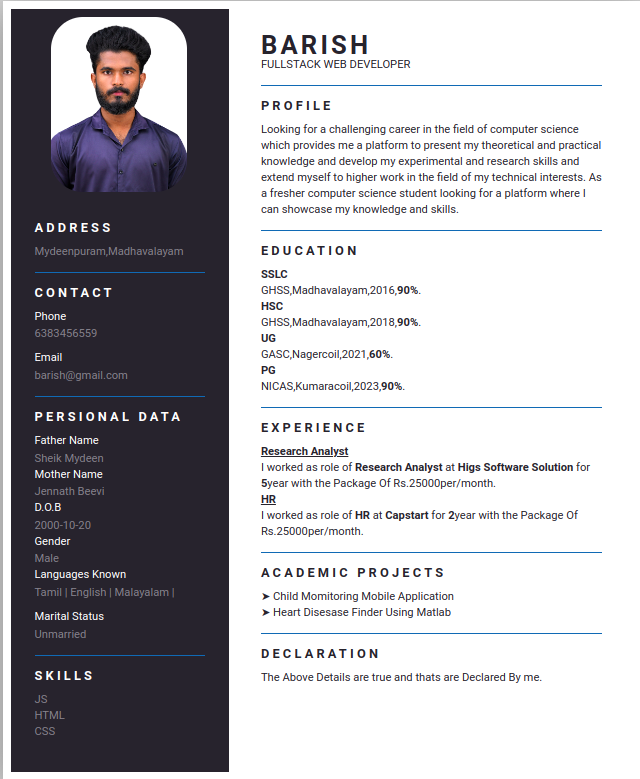 ADDRESS
Mydeenpuram,Madhavalayam
CONTACT
Phone
6383456559
Email
barish@gmail.com
PERSIONAL DATA
Father Name
Sheik Mydeen
Mother Name
Jennath Beevi
D.O.B
2000-10-20
Gender
Male
Languages Known
Tamil | English | Malayalam |
Marital Status
Unmarried
SKILLS
JS
HTML
CSS
BARISH
FULLSTACK WEB DEVELOPER
PROFILE
Looking for a challenging career in the field of computer science
which provides me a platform to present my theoretical and practical
knowledge and develop my experimental and research skills and
extend myself to higher work in the field of my technical interests. As
a fresher computer science student looking for a platform where I
can showcase my knowledge and skills.
EDUCATION
SSLC
GHSS,Madhavalayam,2016,90%.
HSC
GHSS,Madhavalayam,2018,90%.
UG
GASC,Nagercoil,2021,60%.
PG
NICAS,Kumaracoil,2023,90%.
EXPERIENCE
Research Analyst
I worked as role of Research Analyst at Higs Software Solution for
5year with the Package Of Rs.25000per/month.
HR
I worked as role of HR at Capstart for 2year with the Package Of
Rs.25000per/month.
ACADEMIC PROJECTS
➤ Child Momitoring Mobile Application
➤ Heart Disesase Finder Using Matlab
DECLARATION
The Above Details are true and thats are Declared By me.